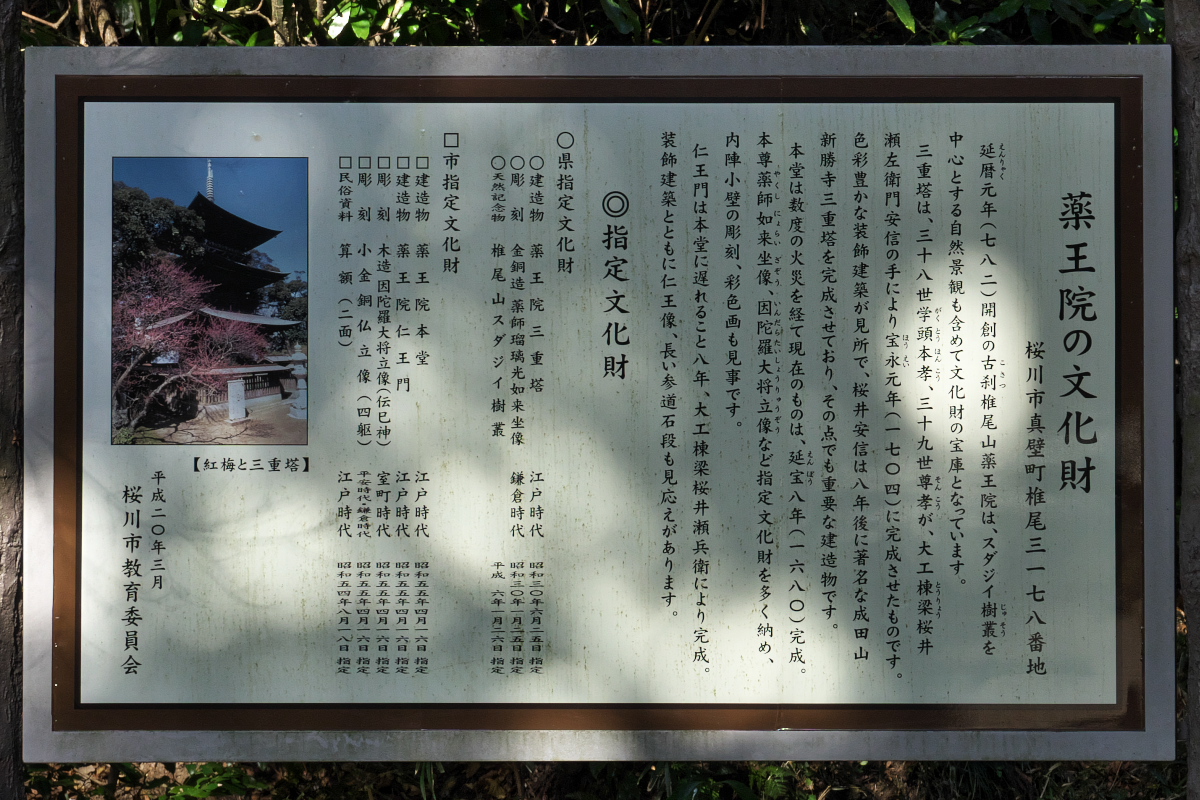 薬王院の文化財
桜川市真壁町椎尾三一七八番地
延暦元年(七八二)開創の古刹椎尾山薬王院は、スダジイ樹叢を
中心とする自然景観も含めて文化財の宝庫となっています。
三重塔は、三十八世学頭本孝、三十九世尊孝が、大工棟梁桜井
瀬左衛門安信の手により宝永元年(一七〇四)に完成させたものです。
色彩豊かな装飾建築が見所で、桜井安信は八年後に著名な成田山
新勝寺三重塔を完成させており、その点でも重要な建造物です。
本堂は数度の火災を経て現在のものは、延宝八年(一六八〇)完成。
本尊薬師如来坐像、因陀羅大将立像など指定文化財を多く納め、
内陣小壁の彫刻、彩色画も見事です。
仁王門は本堂に遅れること八年、大工棟梁桜井瀬兵衛により完成。
装飾建築とともに仁王像、長い参道石段も見応えがあります。
◎指定文化財
○県指定文化財
○建造物 薬王院三重塔 江戸時代 昭和三〇年六月二五日 指定
○彫刻 金銅造 薬師瑠璃光如来坐像 鎌倉時代 昭和三〇年一月二五日 指定
○天然記念物 椎尾山スダジイ樹叢 平成 六年一月二六日 指定
□市指定文化財
□建造物 薬王院本堂 江戸時代 昭和五五年四月一六日 指定
□建造物 薬王院仁王門 江戸時代 昭和五五年四月一六日 指定
□彫刻 木造因陀羅大将立像(伝巳神) 室町時代 昭和五五年四月一六日 指定
□彫刻 小金銅仏立像(四躯) 平安時代・鎌倉時代 昭和五五年四月一六日 指定
□民俗資料 算額(二面) 江戸時代 昭和五四年八月一八日 指定
【紅梅と三重塔】
平成二〇年三月
桜川市教育委員会